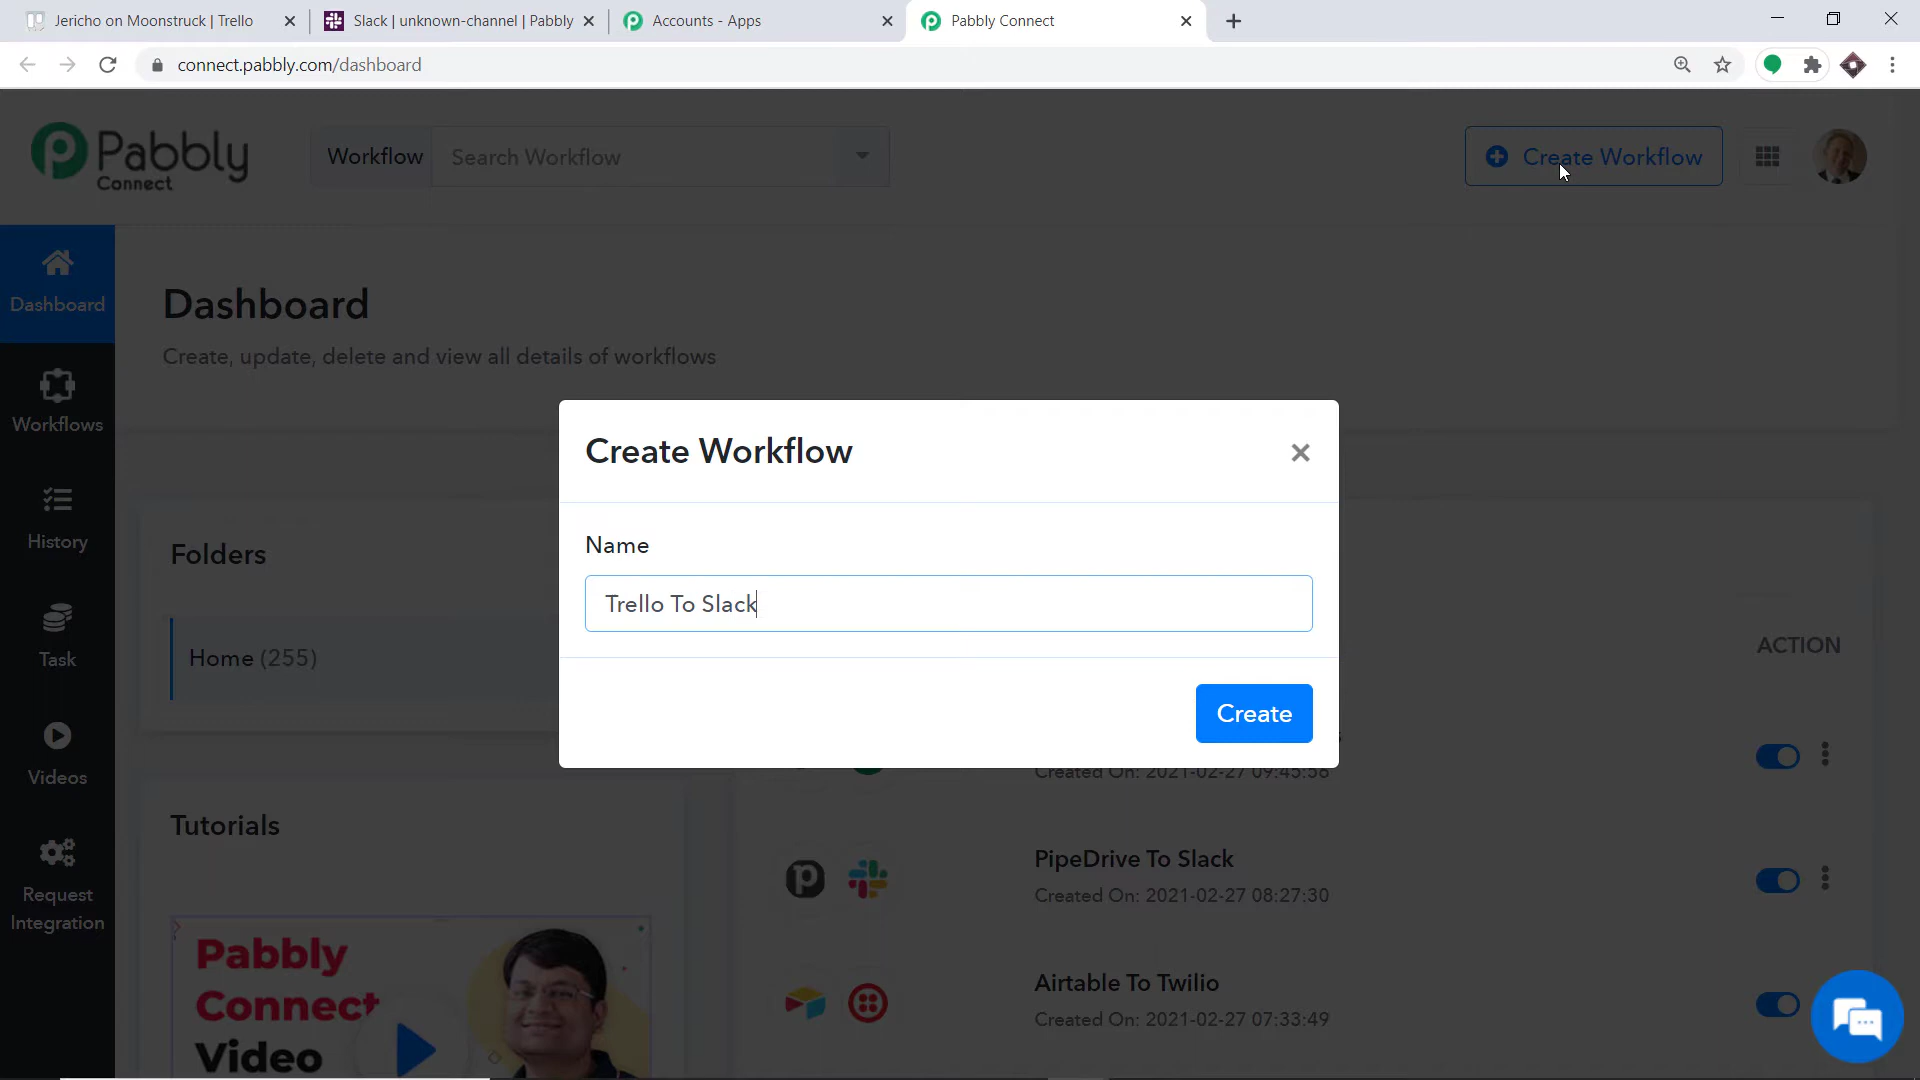 Jericho on Moonstruck | Trello
Slack | unknown-channel | Pabbly
Accounts - Apps
Pabbly Connect
connect.pabbly.com/dashboard
Pabbly
Connect
Workflow
Search Workflow
Create Workflow
Dashboard
Workflows
History
Task
Videos
Request
Integration
Dashboard
Create, update, delete and view all details of workflows
Create Workflow
Name
Trello To Slack
Create
Folders
Home (255)
ACTION
Created On: 2021-02-27 09:45:56
PipeDrive To Slack
Created On: 2021-02-27 08:27:30
Airtable To Twilio
Created On: 2021-02-27 07:33:49
Tutorials
Pabbly
Connect
Video